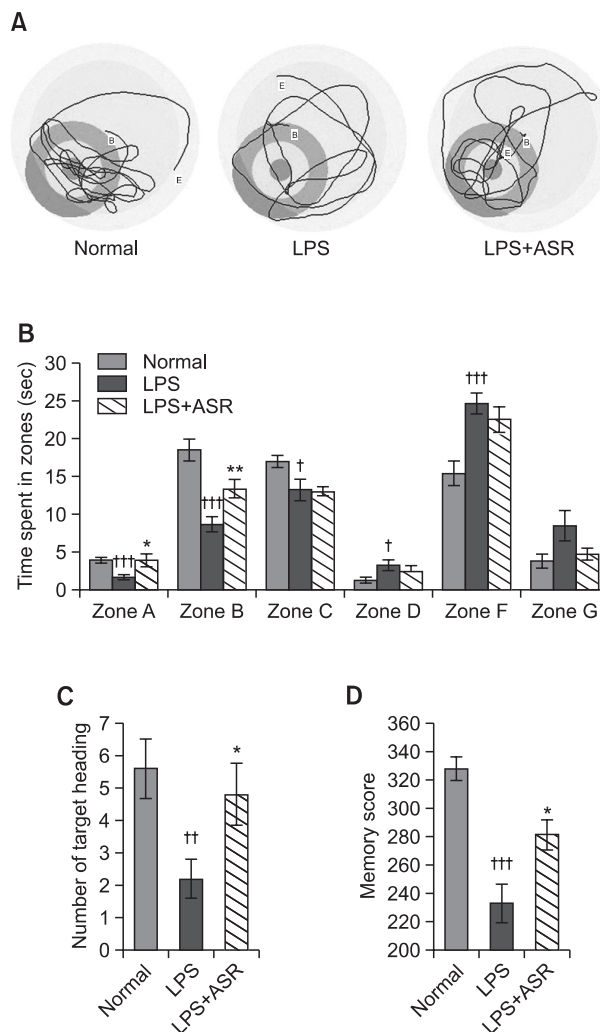 A
B
E
E
B
B
E
Normal
LPS
LPS+ASR
B
Time spent in zones (sec)
30
25
20
15
10
5
0
Normal
LPS
LPS+ASR
†††
*
†††
**
†
†
†††
Zone A
Zone B
Zone C
Zone D
Zone F
Zone G
C
Number of target heading
7
6
5
4
3
2
1
0
††
*
Normal
LPS
LPS+ASR
D
Memory score
360
340
320
300
280
260
240
220
200
†††
*
Normal
LPS
LPS+ASR